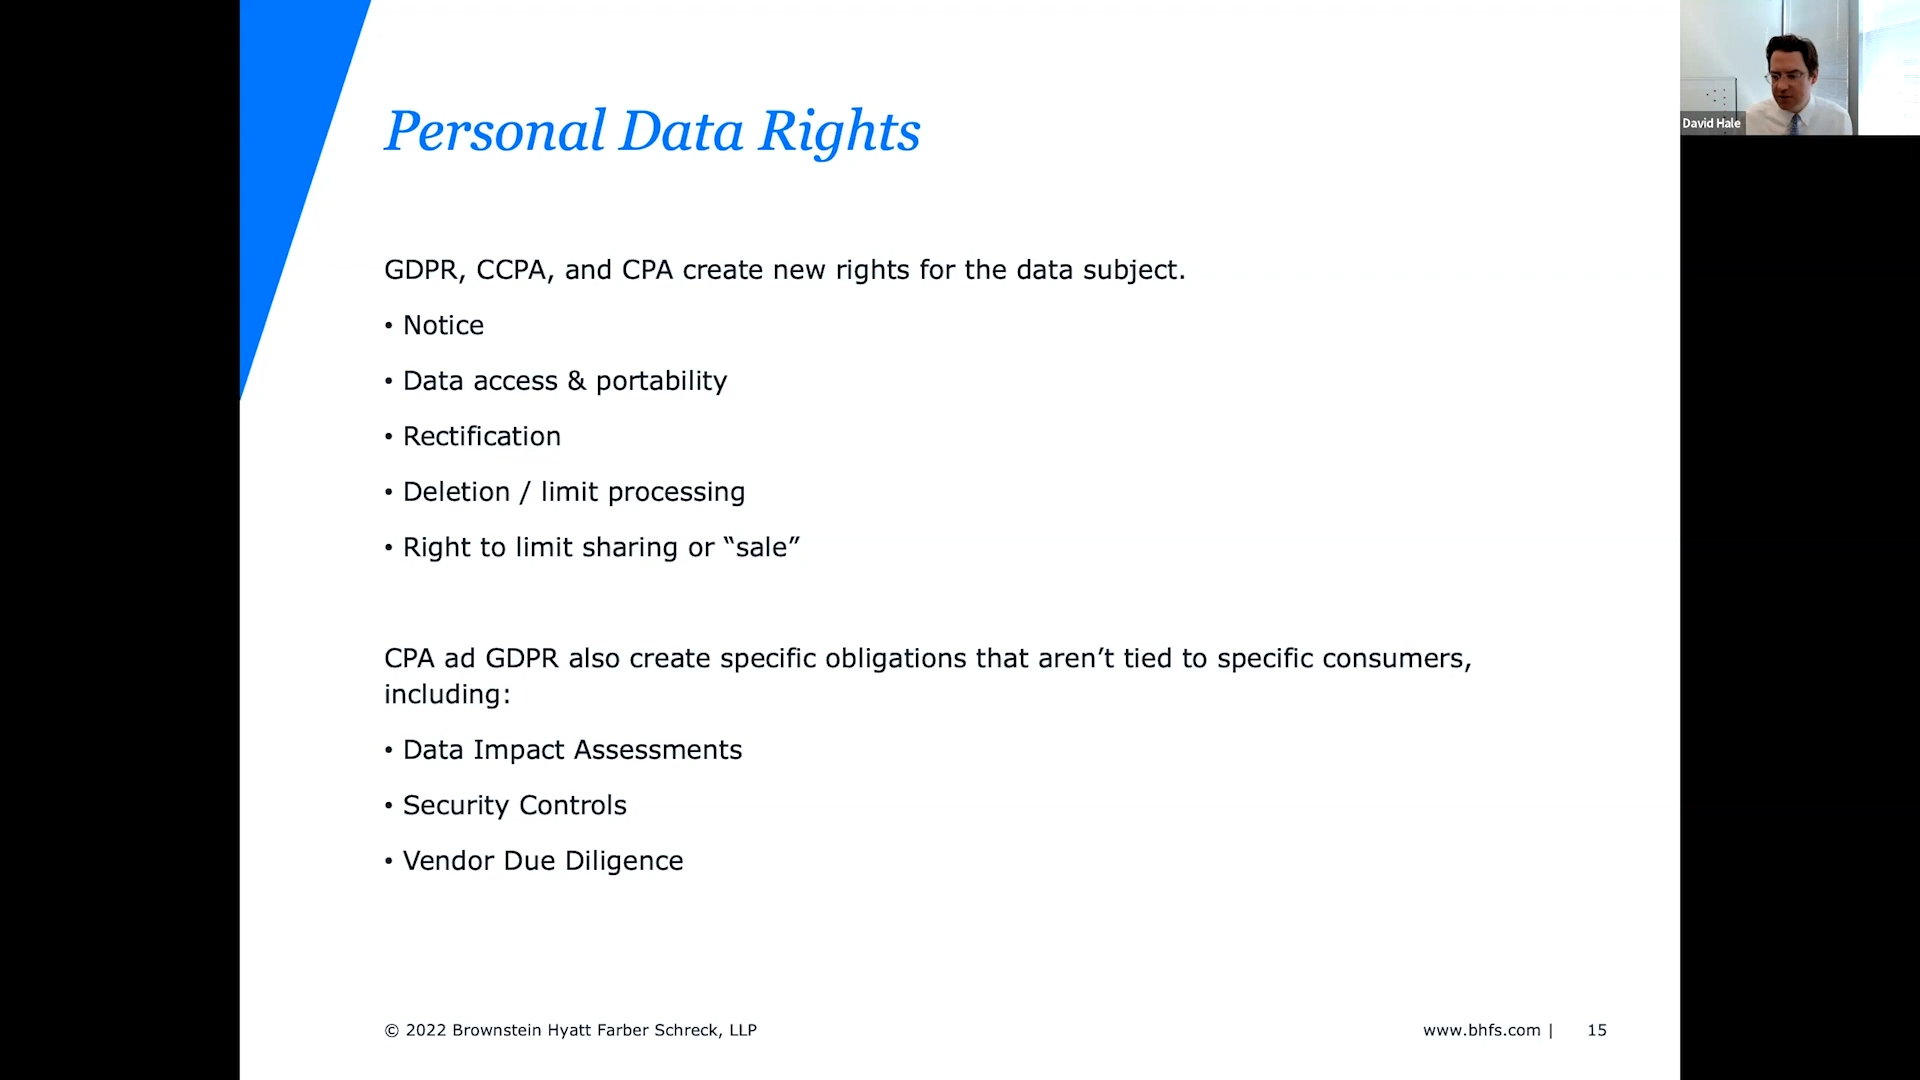 Personal Data Rights
David Hale
GDPR, CCPA, and CPA create new rights for the data subject.
• Notice
• Data access & portability
• Rectification
• Deletion / limit processing
• Right to limit sharing or “sale”
CPA ad GDPR also create specific obligations that aren’t tied to specific consumers,
including:
• Data Impact Assessments
• Security Controls
• Vendor Due Diligence
© 2022 Brownstein Hyatt Farber Schreck, LLP
www.bhfs.com | 15